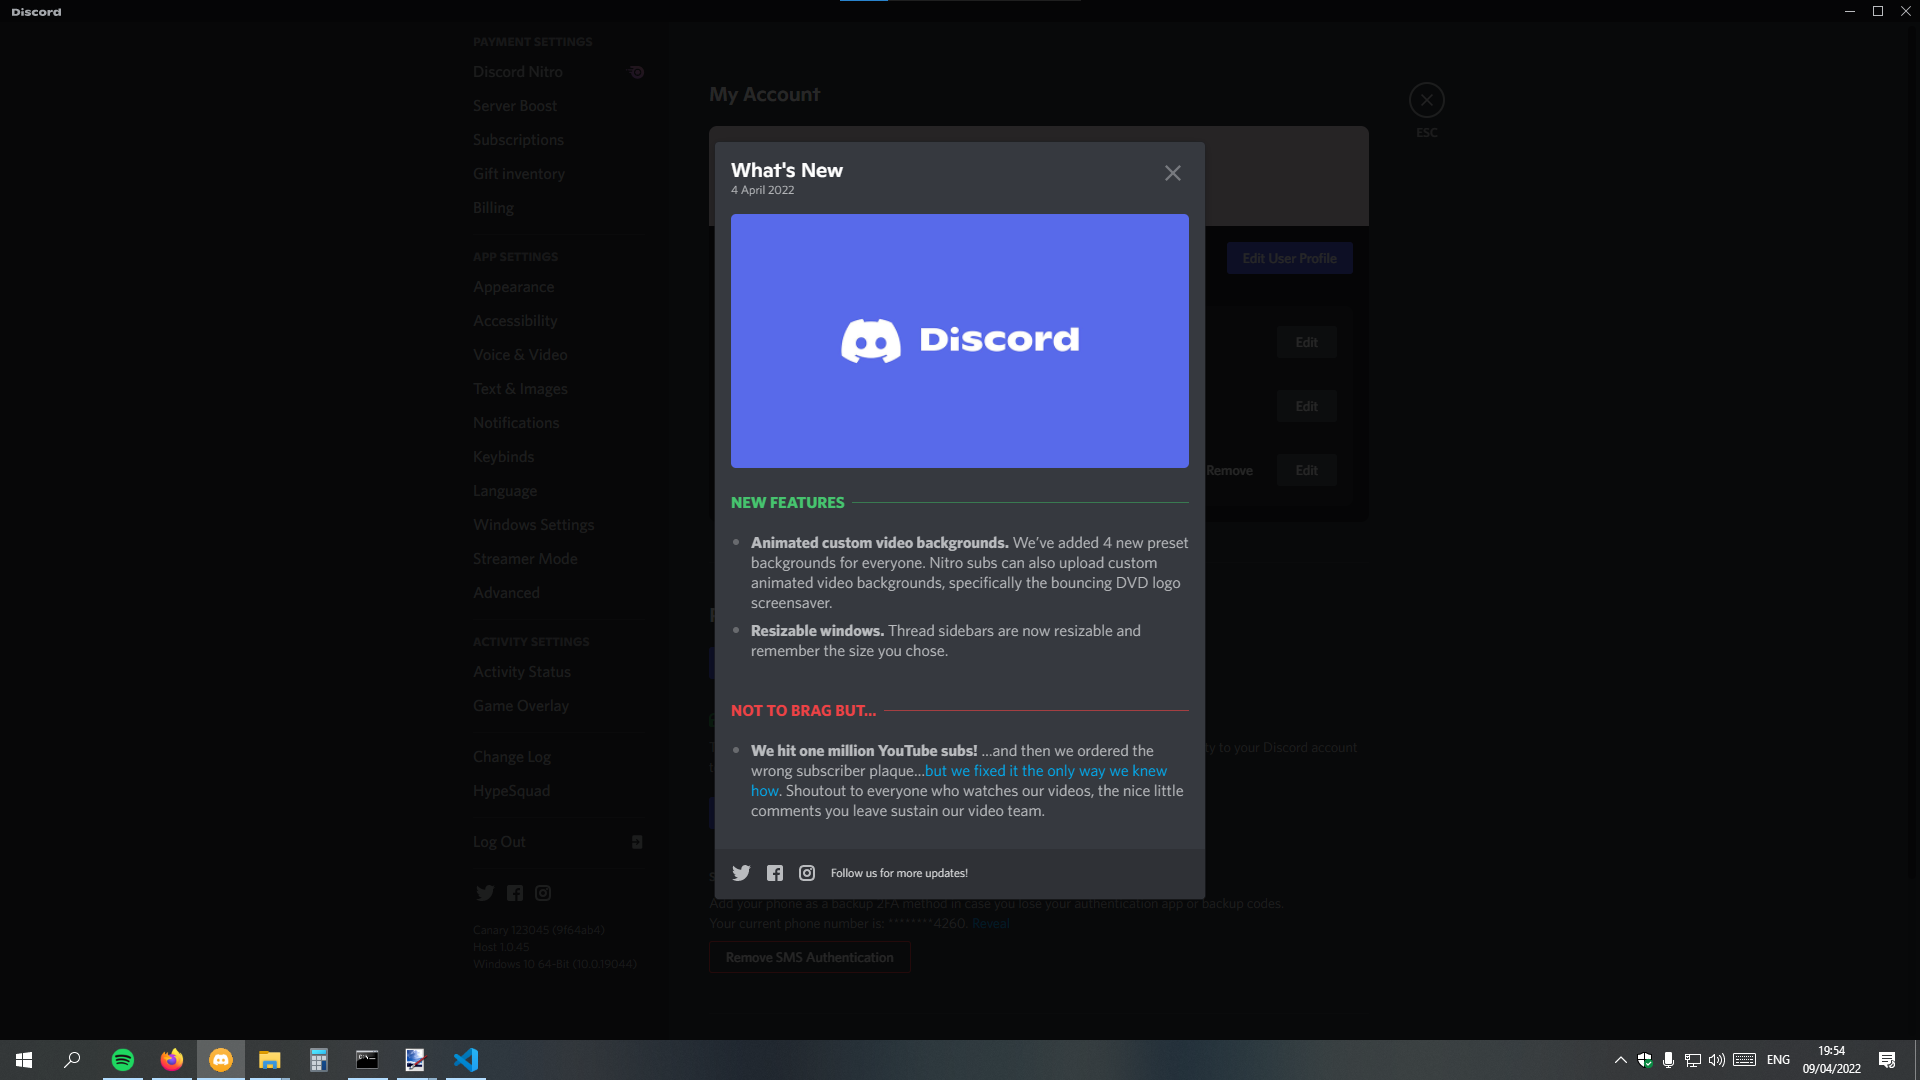 Discord
PAYMENT SETTINGS
Discord Nitro
Server Boost
Subscriptions
Gift inventory
Billing
APP SETTINGS
Appearance
Accessibility
Voice & Video
Text & Images
Notifications
Keybinds
Language
Windows Settings
Streamer Mode
Advanced
ACTIVITY SETTINGS
Activity Status
Game Overlay
Change Log
HypeSquad
Log Out
Canary 123045 (9f64ab4)
Host 1.0.45
Windows 10 64-Bit (10.0.19044)
My Account
ESC
Edit User Profile
Edit
Edit
Remove
Edit
What's New
4 April 2022
Discord
NEW FEATURES
Animated custom video backgrounds. We’ve added 4 new preset
backgrounds for everyone. Nitro subs can also upload custom
animated video backgrounds, specifically the bouncing DVD logo
screensaver.
Resizable windows. Thread sidebars are now resizable and
remember the size you chose.
NOT TO BRAG BUT...
We hit one million YouTube subs! ...and then we ordered the
wrong subscriber plaque...but we fixed it the only way we knew
how. Shoutout to everyone who watches our videos, the nice little
comments you leave sustain our video team.
Follow us for more updates!
to your Discord account
Add your phone as a backup 2FA method in case you lose your authentication app or backup codes.
Your current phone number is: ********4260. Reveal
Remove SMS Authentication
ENG
19:54
09/04/2022